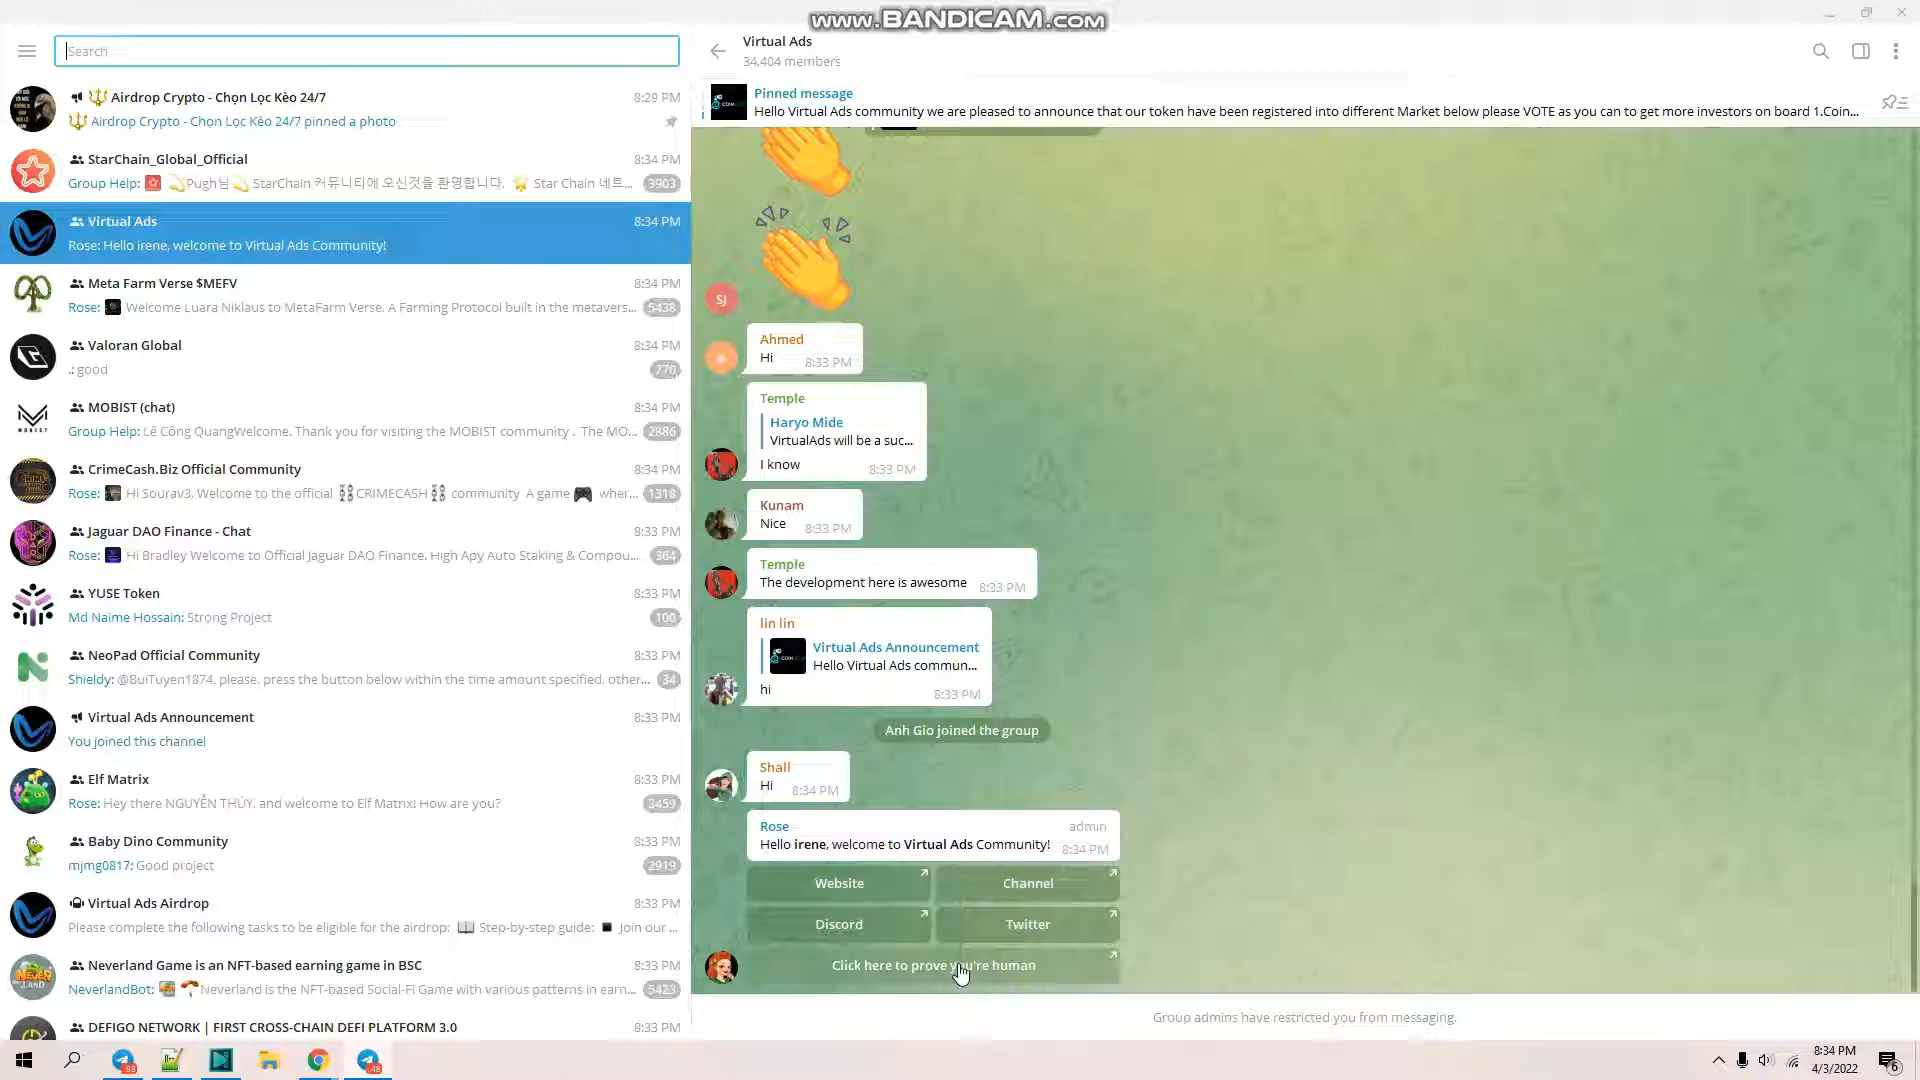 www.BANDICAM.com
Search
Airdrop Crypto - Chọn Lọc Kèo 24/7
8:29 PM
Airdrop Crypto - Chọn Lọc Kèo 24/7 pinned a photo
StarChain_Global_Official
8:34 PM
Group Help: Pugh님 StarChain 커뮤니티에 오신것을 환영합니다. Star Chain 네트...
3903
Virtual Ads
8:34 PM
Rose: Hello irene, welcome to Virtual Ads Community!
Meta Farm Verse $MEFV
8:34 PM
Rose: Welcome Luara Niklaus to MetaFarm Verse. A Farming Protocol built in the metavers...
5438
Valoran Global
8:34 PM
.: good
770
MOBIST (chat)
8:34 PM
Group Help: Lê Công QuangWelcome. Thank you for visiting the MOBIST community . The MO...
2886
CrimeCash.Biz Official Community
8:34 PM
Rose: Hi Sourav3, Welcome to the official CRIMECASH community A game wher...
1318
Jaguar DAO Finance - Chat
8:33 PM
Rose: Hi Bradley Welcome to Official Jaguar DAO Finance. High Apy Auto Staking & Compou...
364
YUSE Token
8:33 PM
Md Naime Hossain: Strong Project
100
NeoPad Official Community
8:33 PM
Shieldy: @BuiTuyen1874, please, press the button below within the time amount specified, other...
34
Virtual Ads Announcement
8:33 PM
You joined this channel
Elf Matrix
8:33 PM
Rose: Hey there NGUYỄN THÚY, and welcome to Elf Matrix! How are you?
3459
Baby Dino Community
8:33 PM
mjmg0817: Good project
2919
Virtual Ads Airdrop
8:33 PM
Please complete the following tasks to be eligible for the airdrop: Step-by-step guide: Join our ...
Neverland Game is an NFT-based earning game in BSC
8:33 PM
NeverlandBot: Neverland is the NFT-based Social-Fi Game with various patterns in earn...
5423
DEFIGO NETWORK | FIRST CROSS-CHAIN DEFI PLATFORM 3.0
8:33 PM
Virtual Ads
34,404 members
Pinned message
Hello Virtual Ads community we are pleased to announce that our token have been registered into different Market below please VOTE as you can to get more investors on board 1.Coin...
SJ
Ahmed
Hi
8:33 PM
Temple
Haryo Mide
VirtualAds will be a suc...
I know
8:33 PM
Kunam
Nice
8:33 PM
Temple
The development here is awesome
8:33 PM
lin lin
Virtual Ads Announcement
Hello Virtual Ads commun...
hi
8:33 PM
Anh Gio joined the group
Shall
Hi
8:34 PM
Rose
admin
Hello irene, welcome to Virtual Ads Community!
8:34 PM
Website
Channel
Discord
Twitter
Click here to prove you're human
Group admins have restricted you from messaging.
8:34 PM
4/3/2022